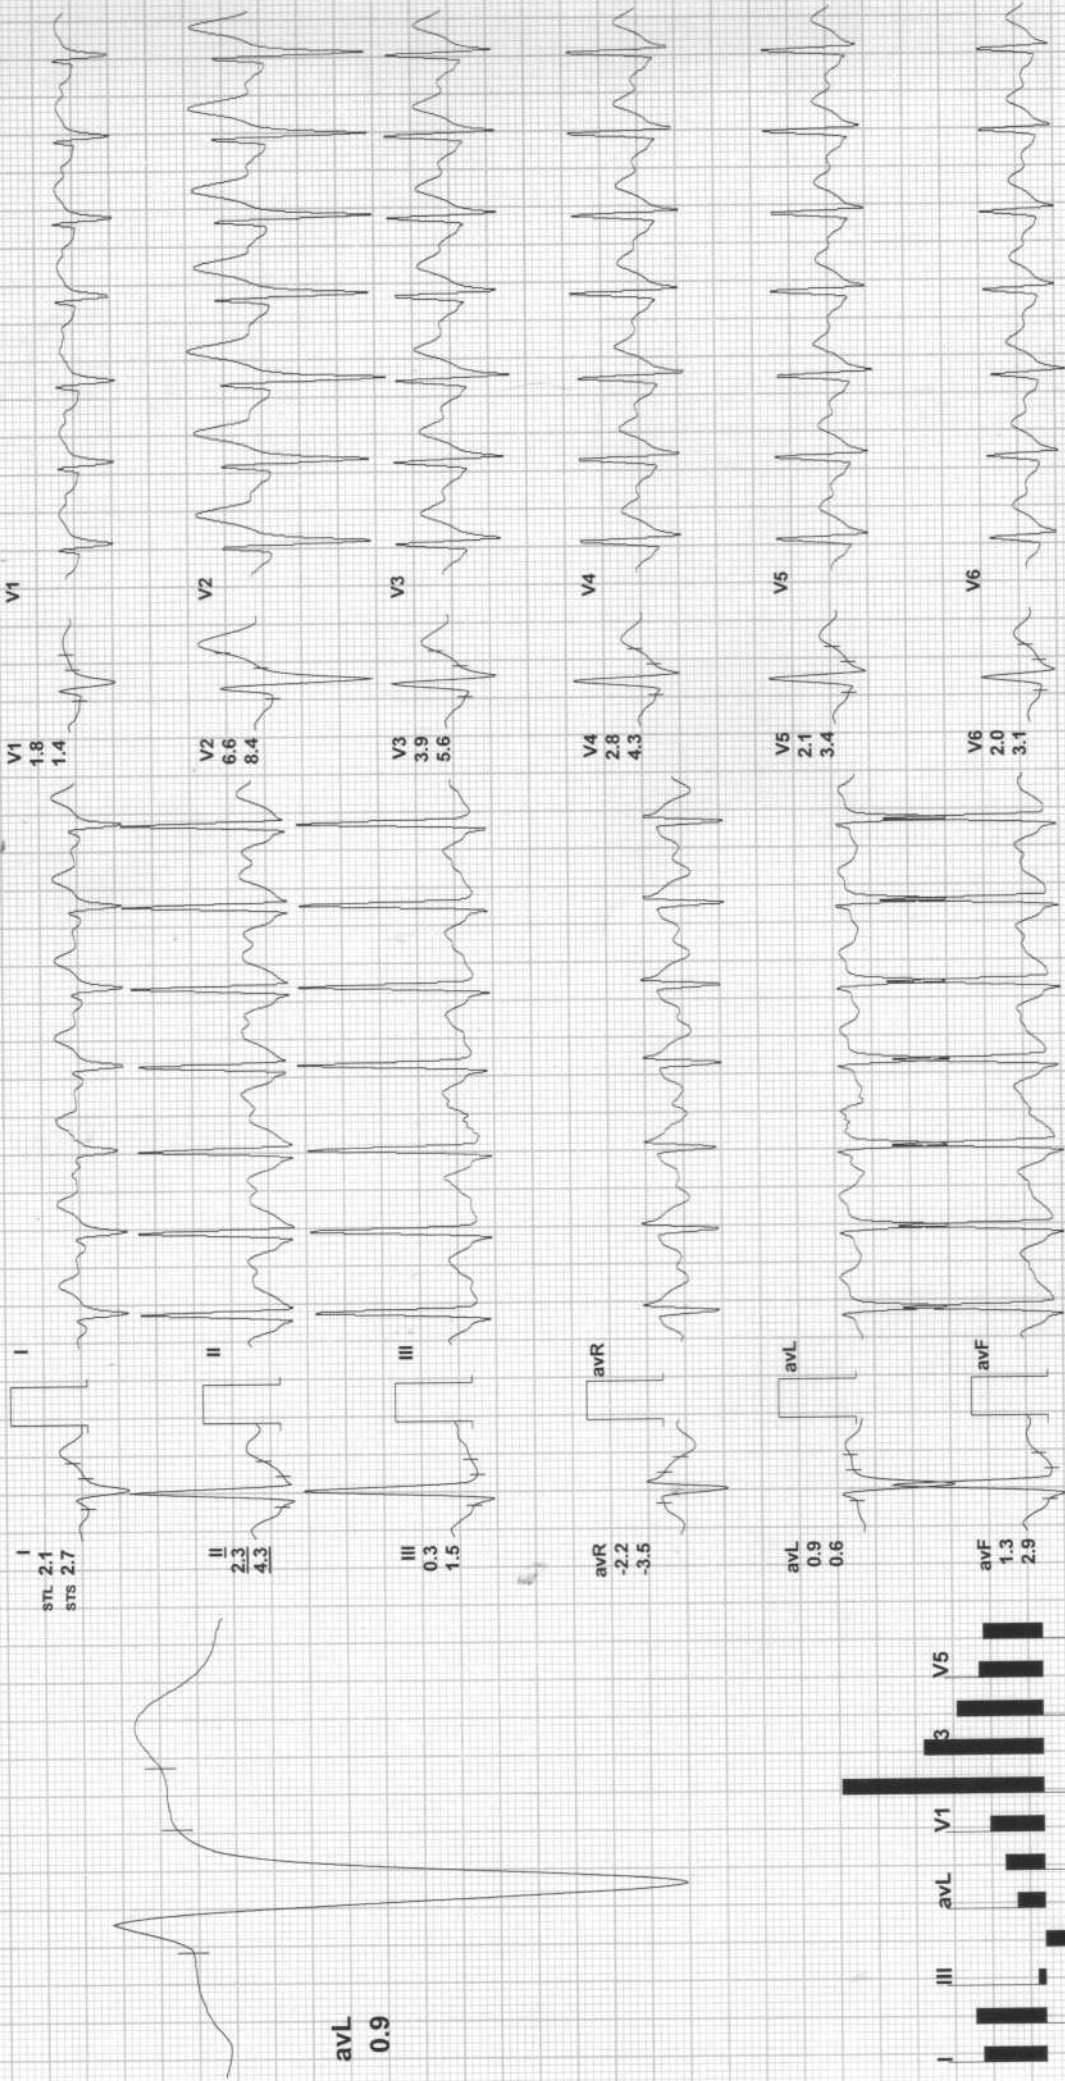 I
STL 2.1
STS 2.7
II
2.3
4.3
III
0.3
1.5
avR
-2.2
-3.5
avL
0.9
0.6
avF
1.3
2.9
I
II
III
avR
avL
avF
V1
1.8
1.4
V2
6.6
8.4
V3
3.9
5.6
V4
2.8
4.3
V5
2.1
3.4
V6
2.0
3.1
V1
V2
V3
V4
V5
V6
avL
0.9
I
III
avL
V1
3
V5